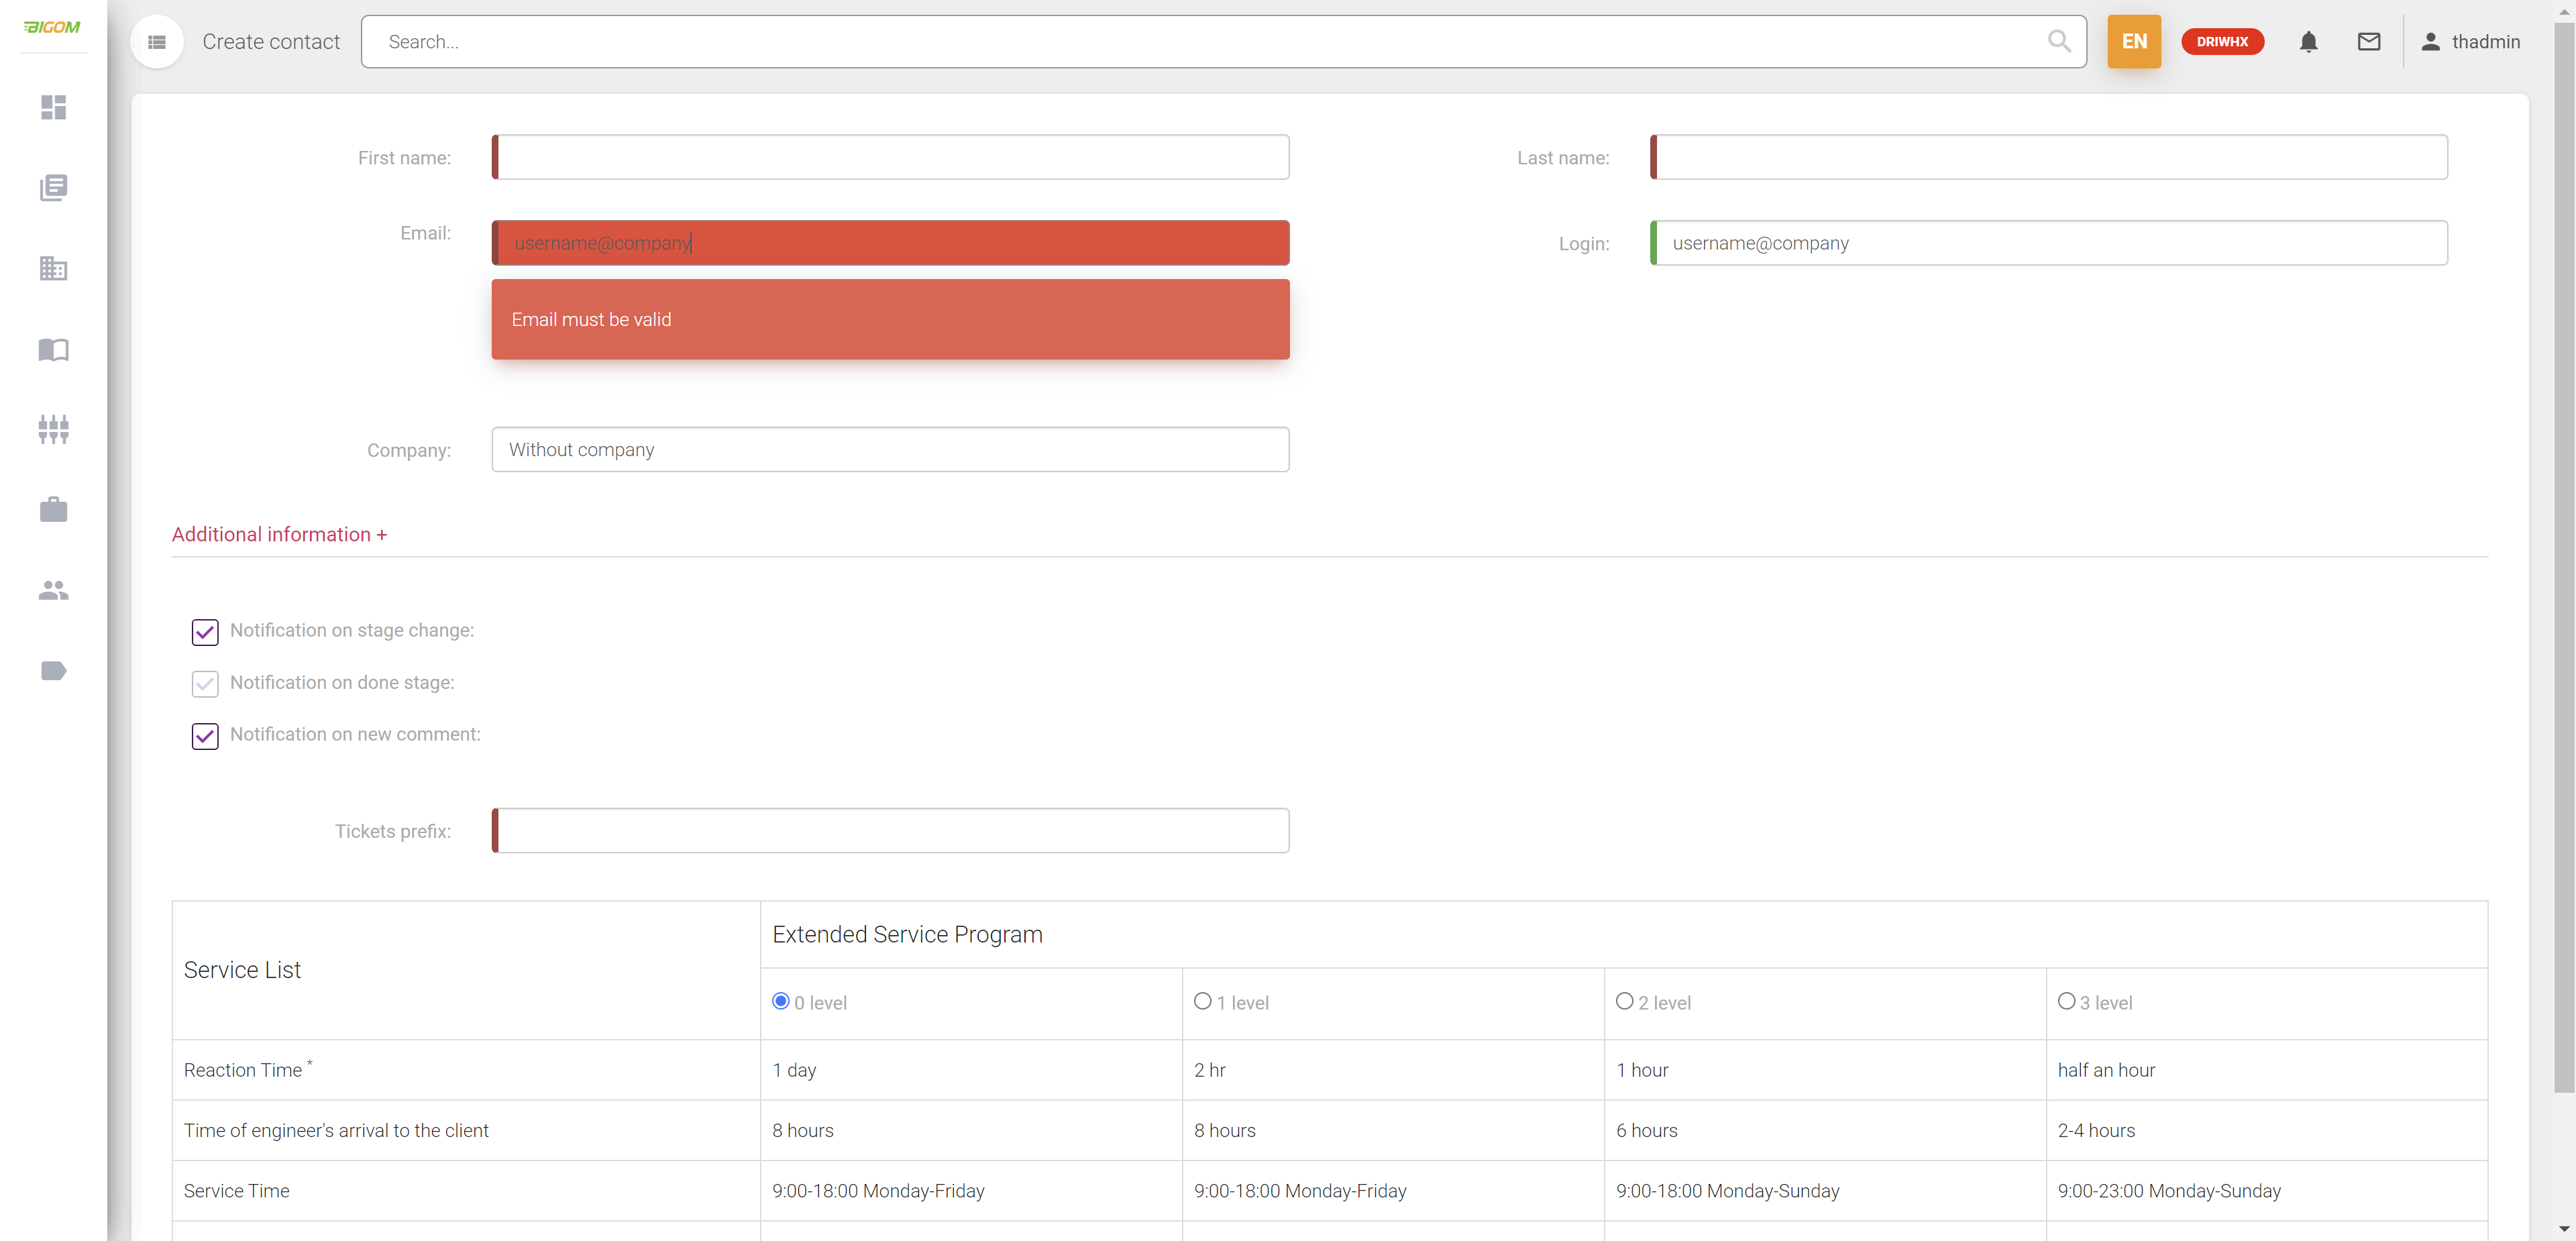 BIGOM
Create contact
Search...
EN
DRIWHX
thadmin
First name:
Last name:
Email:
username@company
Login:
username@company
Email must be valid
Company:
Without company
Additional information +
Notification on stage change:
Notification on done stage:
Notification on new comment:
Tickets prefix:
Service List
Extended Service Program
0 level
1 level
2 level
3 level
Reaction Time *
1 day
2 hr
1 hour
half an hour
Time of engineer's arrival to the client
8 hours
8 hours
6 hours
2-4 hours
Service Time
9:00-18:00 Monday-Friday
9:00-18:00 Monday-Friday
9:00-18:00 Monday-Sunday
9:00-23:00 Monday-Sunday